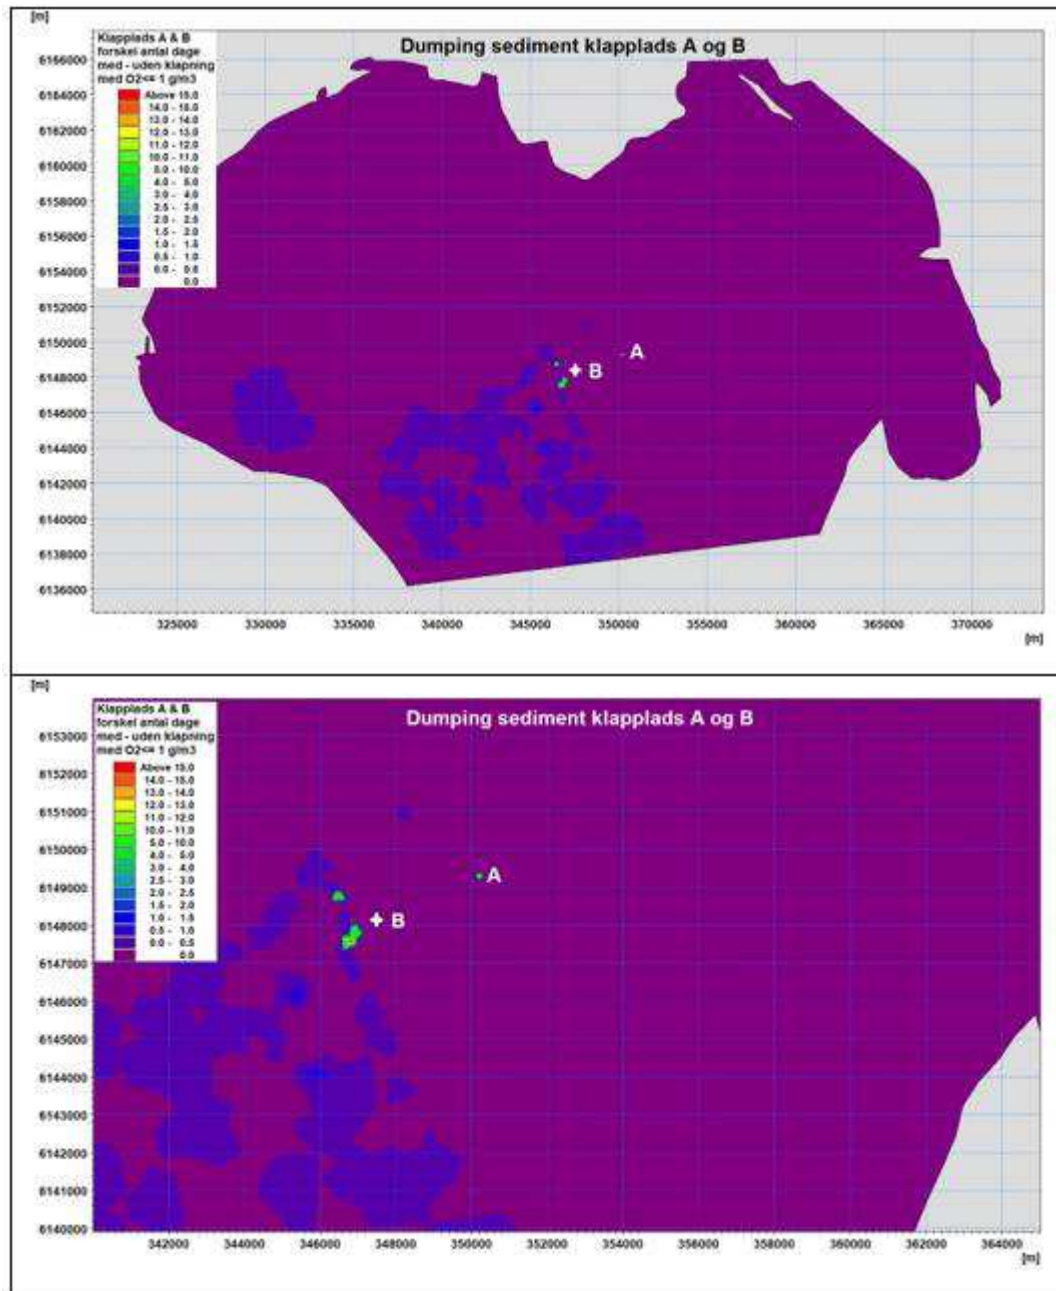 [m]
Klapplads A & B
forskel antal dage
med - uden klapning
med O2<= 1 g/m3
Above 15.0
14.0 - 15.0
13.0 - 14.0
12.0 - 13.0
11.0 - 12.0
10.0 - 11.0
5.0 - 10.0
4.0 - 5.0
3.0 - 4.0
2.5 - 3.0
2.0 - 2.5
1.5 - 2.0
1.0 - 1.5
0.5 - 1.0
0.0 - 0.5
0.0
Dumping sediment klapplads A og B
6166000
6164000
6162000
6160000
6158000
6156000
6154000
6152000
6150000
6148000
6146000
6144000
6142000
6140000
6138000
6136000
A
B
325000 330000 335000 340000 345000 350000 355000 360000 365000 370000
[m]
[m]
Klapplads A & B
forskel antal dage
med - uden klapning
med O2<= 1 g/m3
Above 15.0
14.0 - 15.0
13.0 - 14.0
12.0 - 13.0
11.0 - 12.0
10.0 - 11.0
5.0 - 10.0
4.0 - 5.0
3.0 - 4.0
2.5 - 3.0
2.0 - 2.5
1.5 - 2.0
1.0 - 1.5
0.5 - 1.0
0.0 - 0.5
0.0
Dumping sediment klapplads A og B
6153000
6152000
6151000
6150000
6149000
6148000
6147000
6146000
6145000
6144000
6143000
6142000
6141000
6140000
A
B
342000 344000 346000 348000 350000 352000 354000 356000 358000 360000 362000 364000
[m]